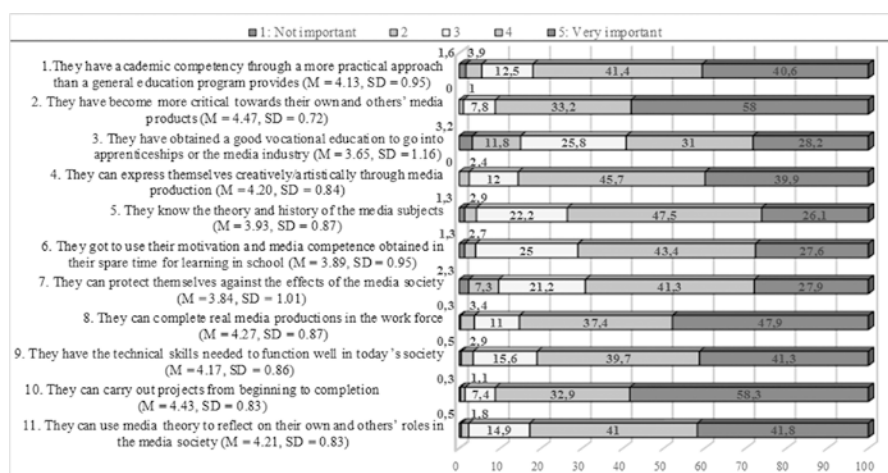 1: Not important 2 3 4 5: Very important
1.They have academic competency through a more practical approach
than a general education program provides (M = 4.13, SD = 0.95)
1,6 3,9 12,5 41,4 40,6
2. They have become more critical towards their own and others' media
products (M = 4.47, SD = 0.72)
0 1 7,8 33,2 58
3. They have obtained a good vocational education to go into
apprenticeships or the media industry (M = 3.65, SD = 1.16)
3,2 11,8 25,8 31 28,2
4. They can express themselves creatively/artistically through media
production (M = 4.20, SD = 0.84)
0 2,4 12 45,7 39,9
5. They know the theory and history of the media subjects
(M = 3.93, SD = 0.87)
1,3 2,9 22,2 47,5 26,1
6. They got to use their motivation and media competence obtained in
their spare time for learning in school (M = 3.89, SD = 0.95)
1,3 2,7 25 43,4 27,6
7. They can protect themselves against the effects of the media society
(M = 3.84, SD = 1.01)
2,3 7,3 21,2 41,3 27,9
8. They can complete real media productions in the work force
(M = 4.27, SD = 0.87)
0,3 3,4 11 37,4 47,9
9. They have the technical skills needed to function well in today's society
(M = 4.17, SD = 0.86)
0,5 2,9 15,6 39,7 41,3
10. They can carry out projects from beginning to completion
(M = 4.43, SD = 0.83)
0,3 1,1 7,4 32,9 58,3
11. They can use media theory to reflect on their own and others' roles in
the media society (M = 4.21, SD = 0.83)
0,5 1,8 14,9 41 41,8
0 10 20 30 40 50 60 70 80 90 100